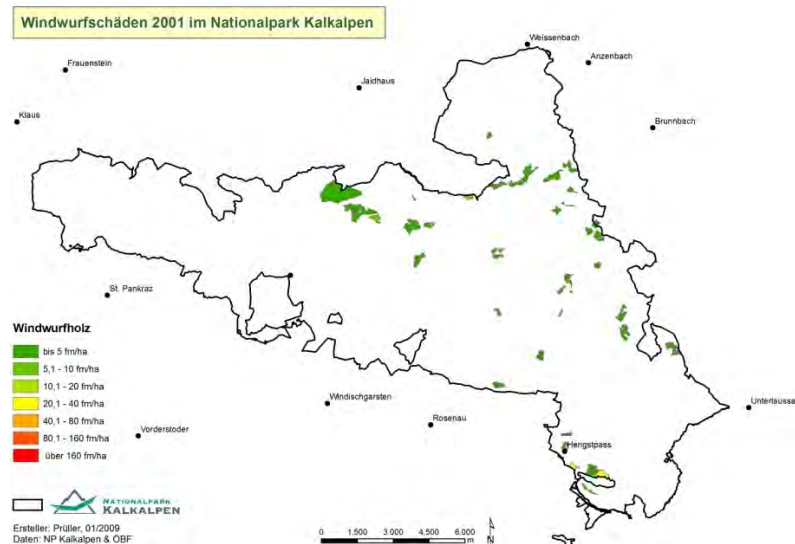 Windwurfschäden 2001 im Nationalpark Kalkalpen
Weissenbach
Frauenstein
Anzenbach
Jaidhaus
Klaus
Brunnbach
St. Pankraz
Windwurfholz
bis 5 fm/ha
5,1 - 10 fm/ha
10,1 - 20 fm/ha
20,1 - 40 fm/ha
40,1 - 80 fm/ha
80,1 - 160 fm/ha
über 160 fm/ha
Windischgarsten
Unterlaussa
Rosenau
Vorderstoder
Hengstpass
NATIONALPARK
KALKALPEN
Ersteller: Prüller, 01/2009
Daten: NP Kalkalpen & ÖBF
0 1.500 3.000 4.500 6.000
m
N